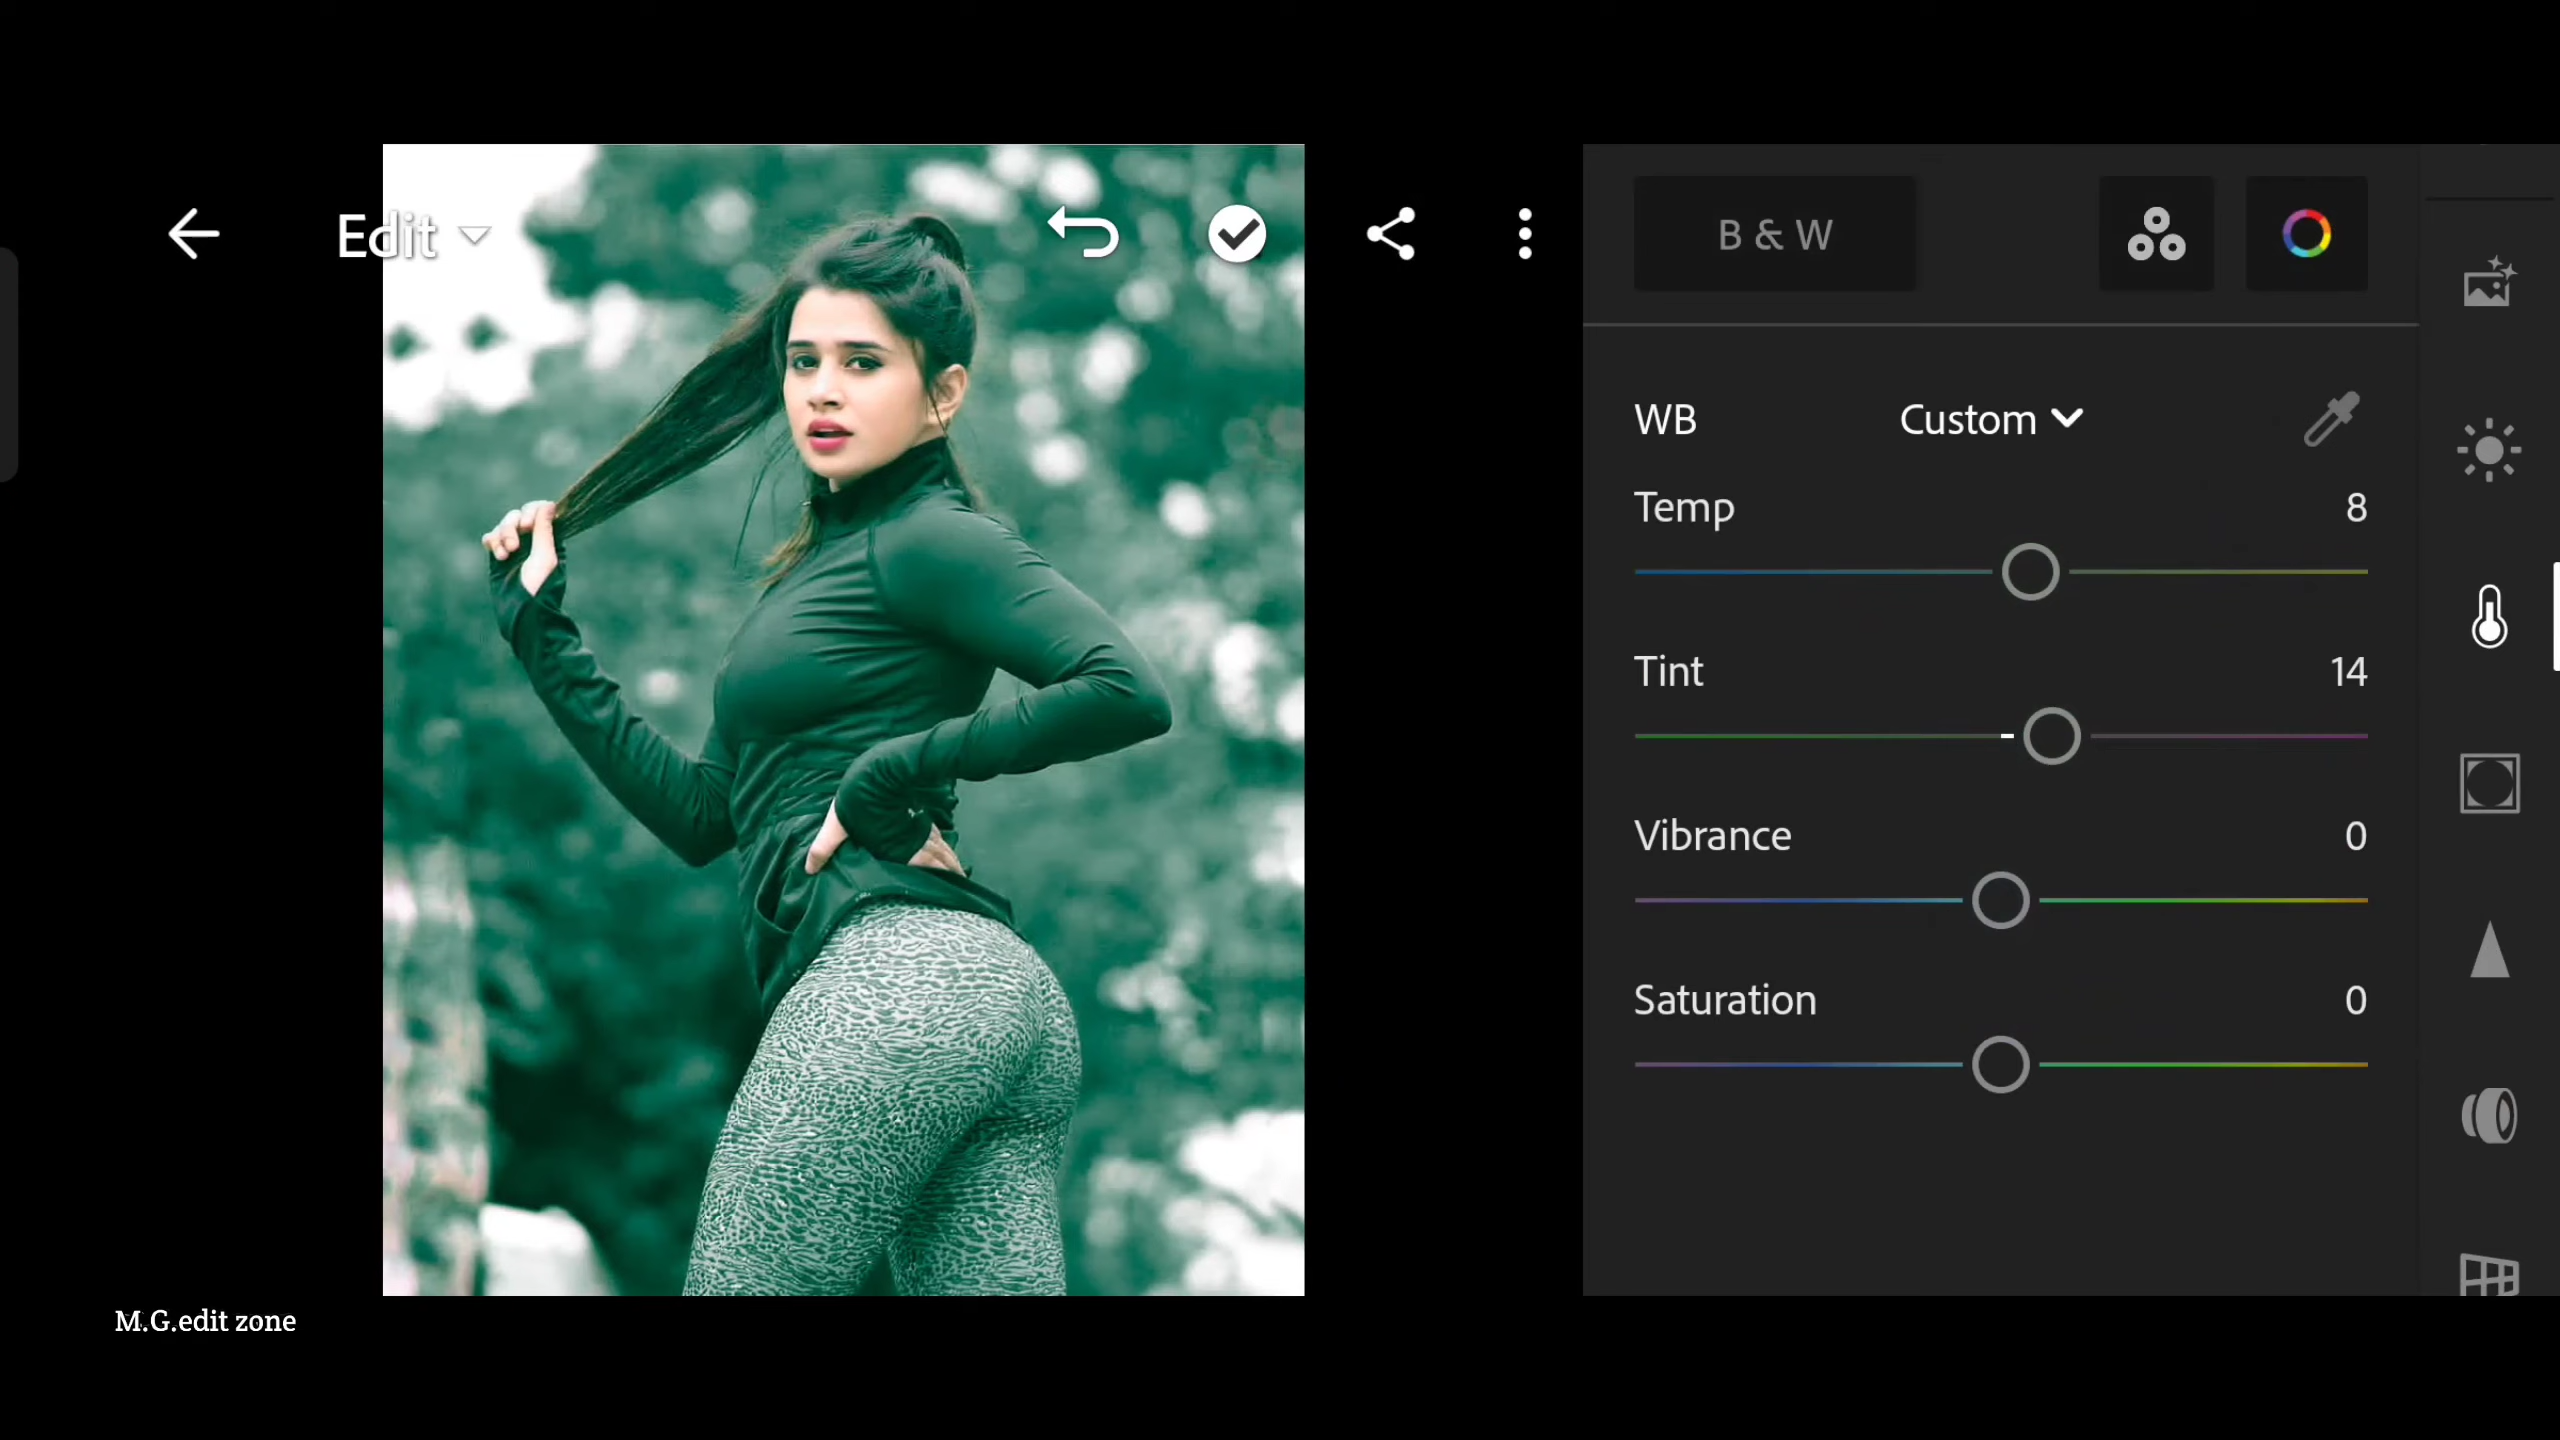 Edit
B & W
WB Custom
Temp 8
Tint 14
Vibrance 0
Saturation 0
M.G.edit zone